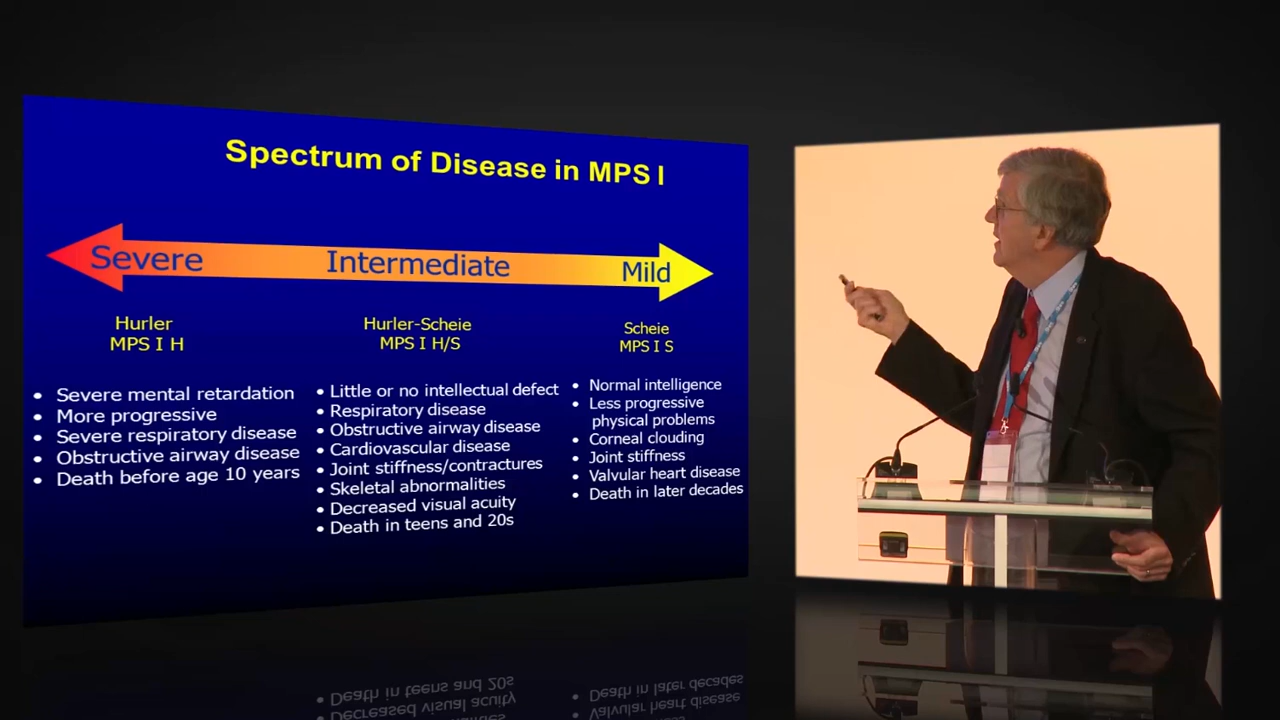 Spectrum of Disease in MPS I
Severe
Intermediate
Mild
Hurler
MPS I H
Hurler-Scheie
MPS I H/S
Scheie
MPS I S
• Severe mental retardation
• More progressive
• Severe respiratory disease
• Obstructive airway disease
• Death before age 10 years
• Little or no intellectual defect
• Respiratory disease
• Obstructive airway disease
• Cardiovascular disease
• Joint stiffness/contractures
• Skeletal abnormalities
• Decreased visual acuity
• Death in teens and 20s
• Normal intelligence
• Less progressive
physical problems
• Corneal clouding
• Joint stiffness
• Valvular heart disease
• Death in later decades